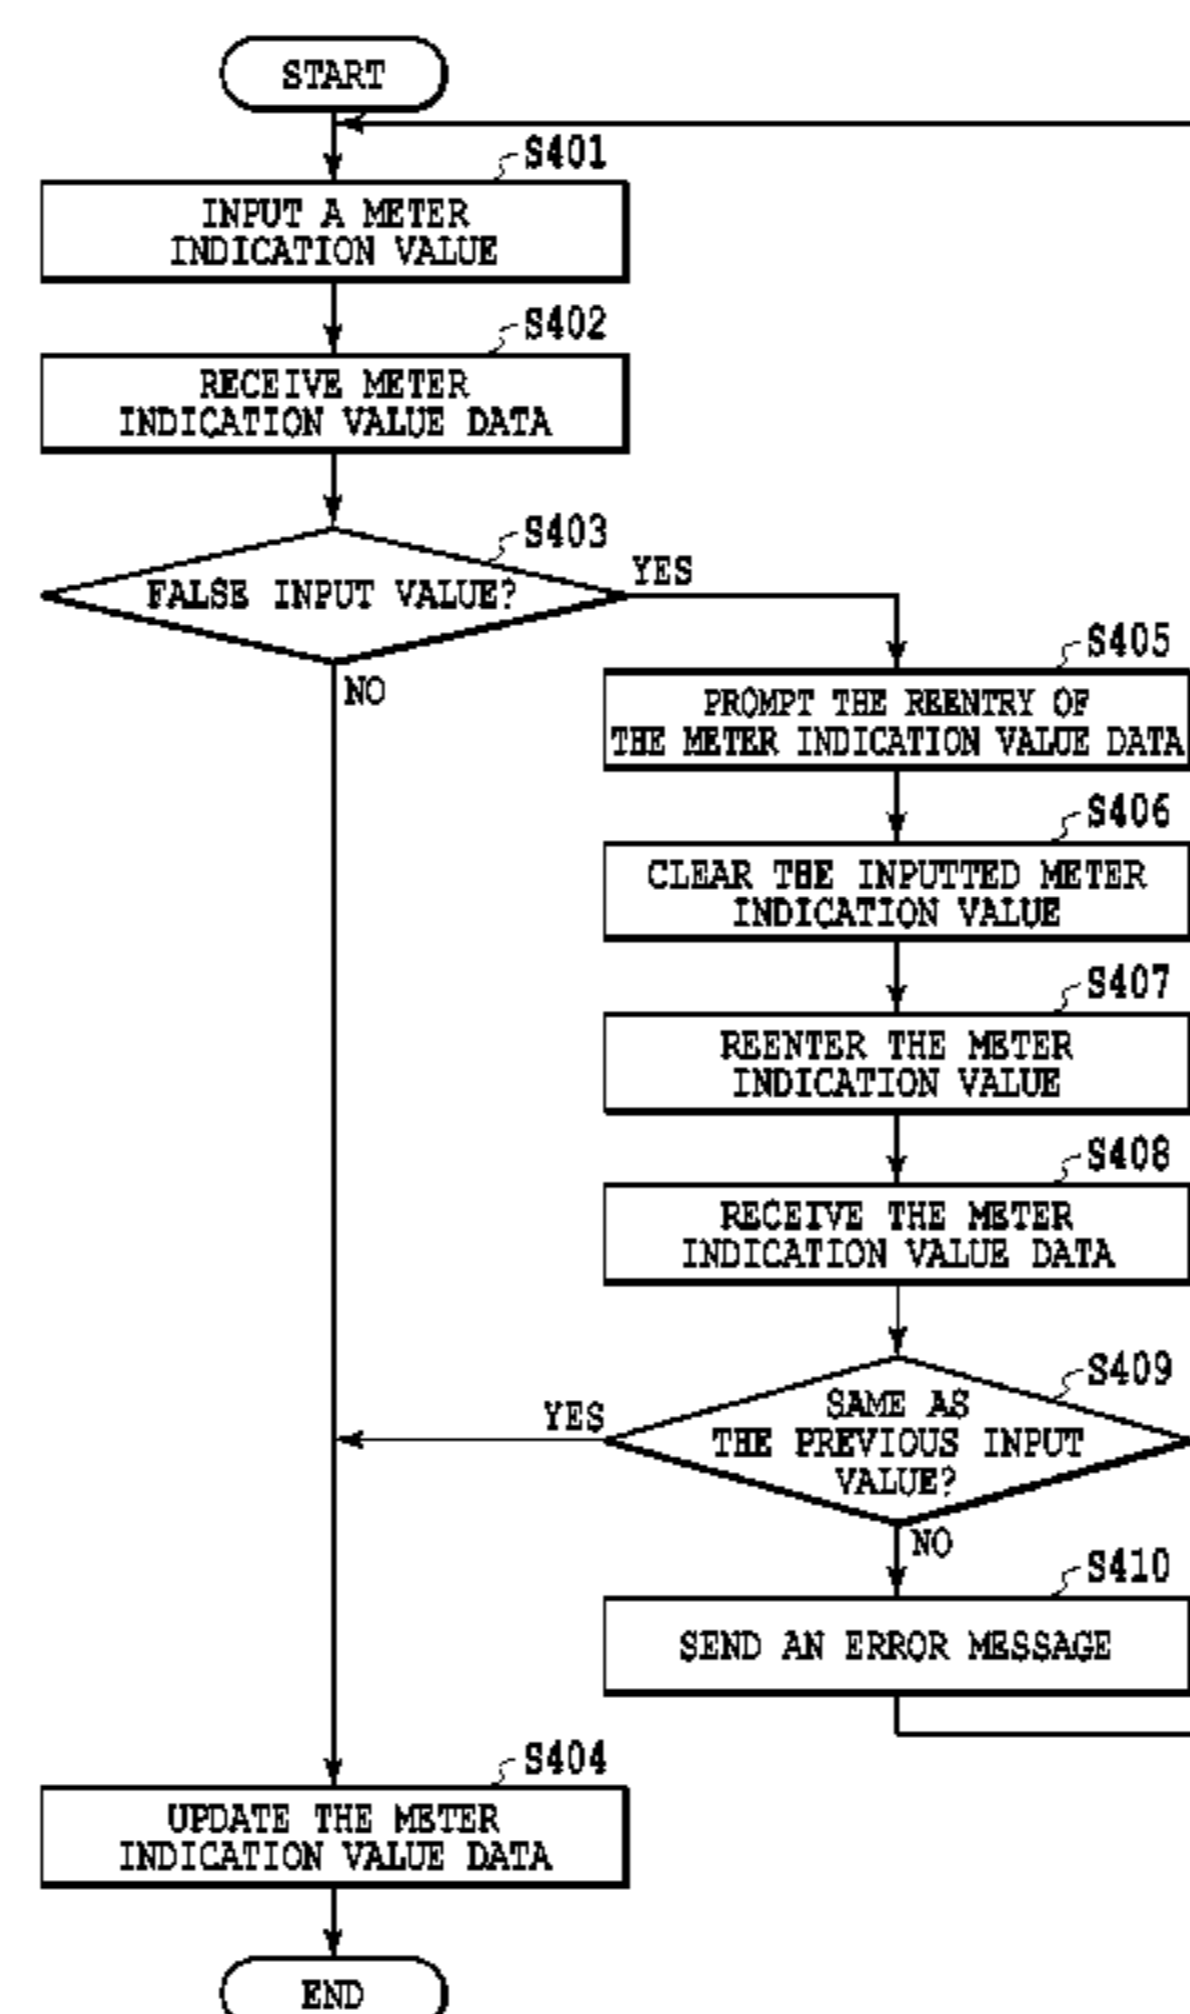 START
S401
INPUT A METER
INDICATION VALUE
S402
RECEIVE METER
INDICATION VALUE DATA
S403
FALSE INPUT VALUE?
YES
NO
S405
PROMPT THE REENTRY OF
THE METER INDICATION VALUE DATA
S406
CLEAR THE INPUTTED METER
INDICATION VALUE
S407
REENTER THE METER
INDICATION VALUE
S408
RECEIVE THE METER
INDICATION VALUE DATA
S409
SAME AS
THE PREVIOUS INPUT
VALUE?
YES
NO
S410
SEND AN ERROR MESSAGE
S404
UPDATE THE METER
INDICATION VALUE DATA
END